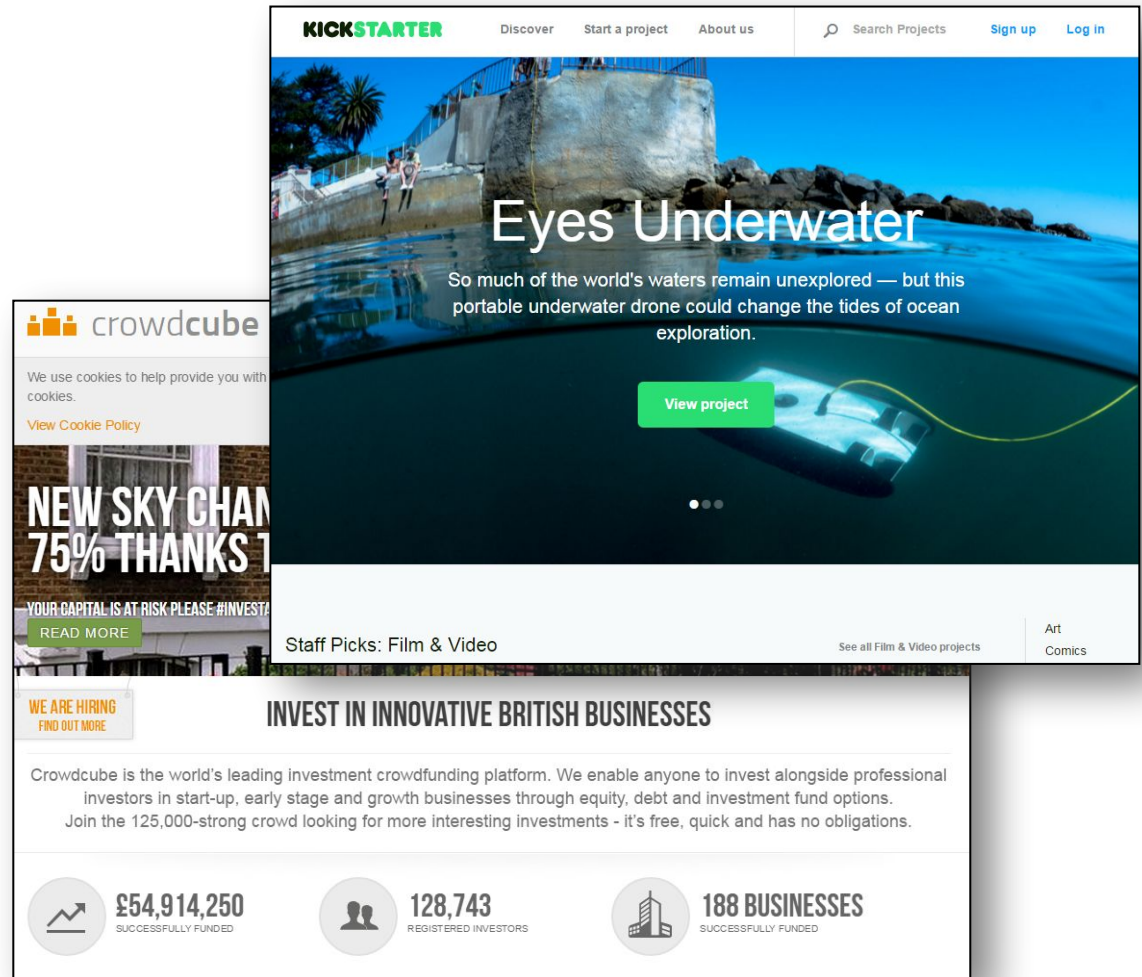 KICKSTARTER
Discover
Start a project
About us
Search Projects
Sign up
Log in
Eyes Underwater
So much of the world's waters remain unexplored — but this
portable underwater drone could change the tides of ocean
exploration.
View project
Staff Picks: Film & Video
See all Film & Video projects
Art
Comics
crowdcube
We use cookies to help provide you with
cookies.
View Cookie Policy
NEW SKY CHAN
75% THANKS T
YOUR CAPITAL IS AT RISK PLEASE #INVESTA
READ MORE
WE ARE HIRING
FIND OUT MORE
INVEST IN INNOVATIVE BRITISH BUSINESSES
Crowdcube is the world's leading investment crowdfunding platform. We enable anyone to invest alongside professional
investors in start-up, early stage and growth businesses through equity, debt and investment fund options.
Join the 125,000-strong crowd looking for more interesting investments - it's free, quick and has no obligations.
£54,914,250
SUCCESSFULLY FUNDED
128,743
REGISTERED INVESTORS
188 BUSINESSES
SUCCESSFULLY FUNDED